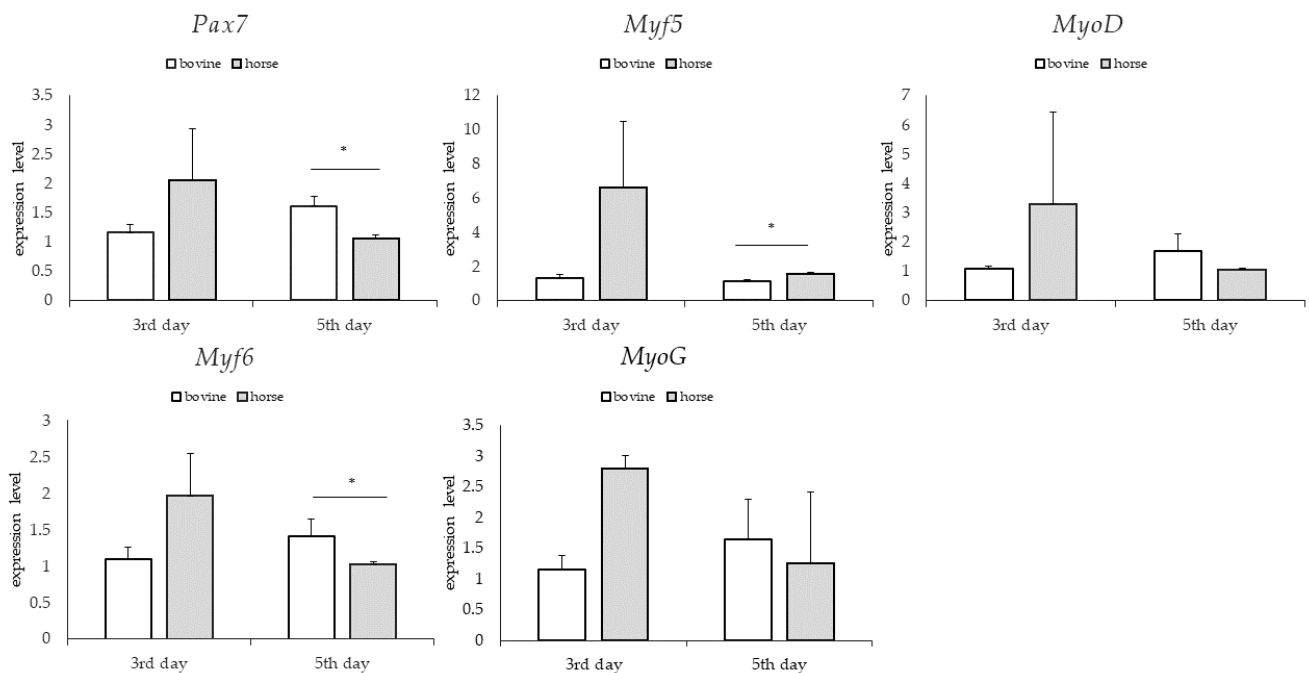 Pax7
bovine horse
expression level
3.5
3
2.5
2
1.5
1
0.5
0
*
3rd day 5th day
Myf5
bovine horse
expression level
12
10
8
6
4
2
0
*
3rd day 5th day
MyoD
bovine horse
expression level
7
6
5
4
3
2
1
0
3rd day 5th day
Myf6
bovine horse
expression level
3
2.5
2
1.5
1
0.5
0
*
3rd day 5th day
MyoG
bovine horse
expression level
3.5
3
2.5
2
1.5
1
0.5
0
3rd day 5th day